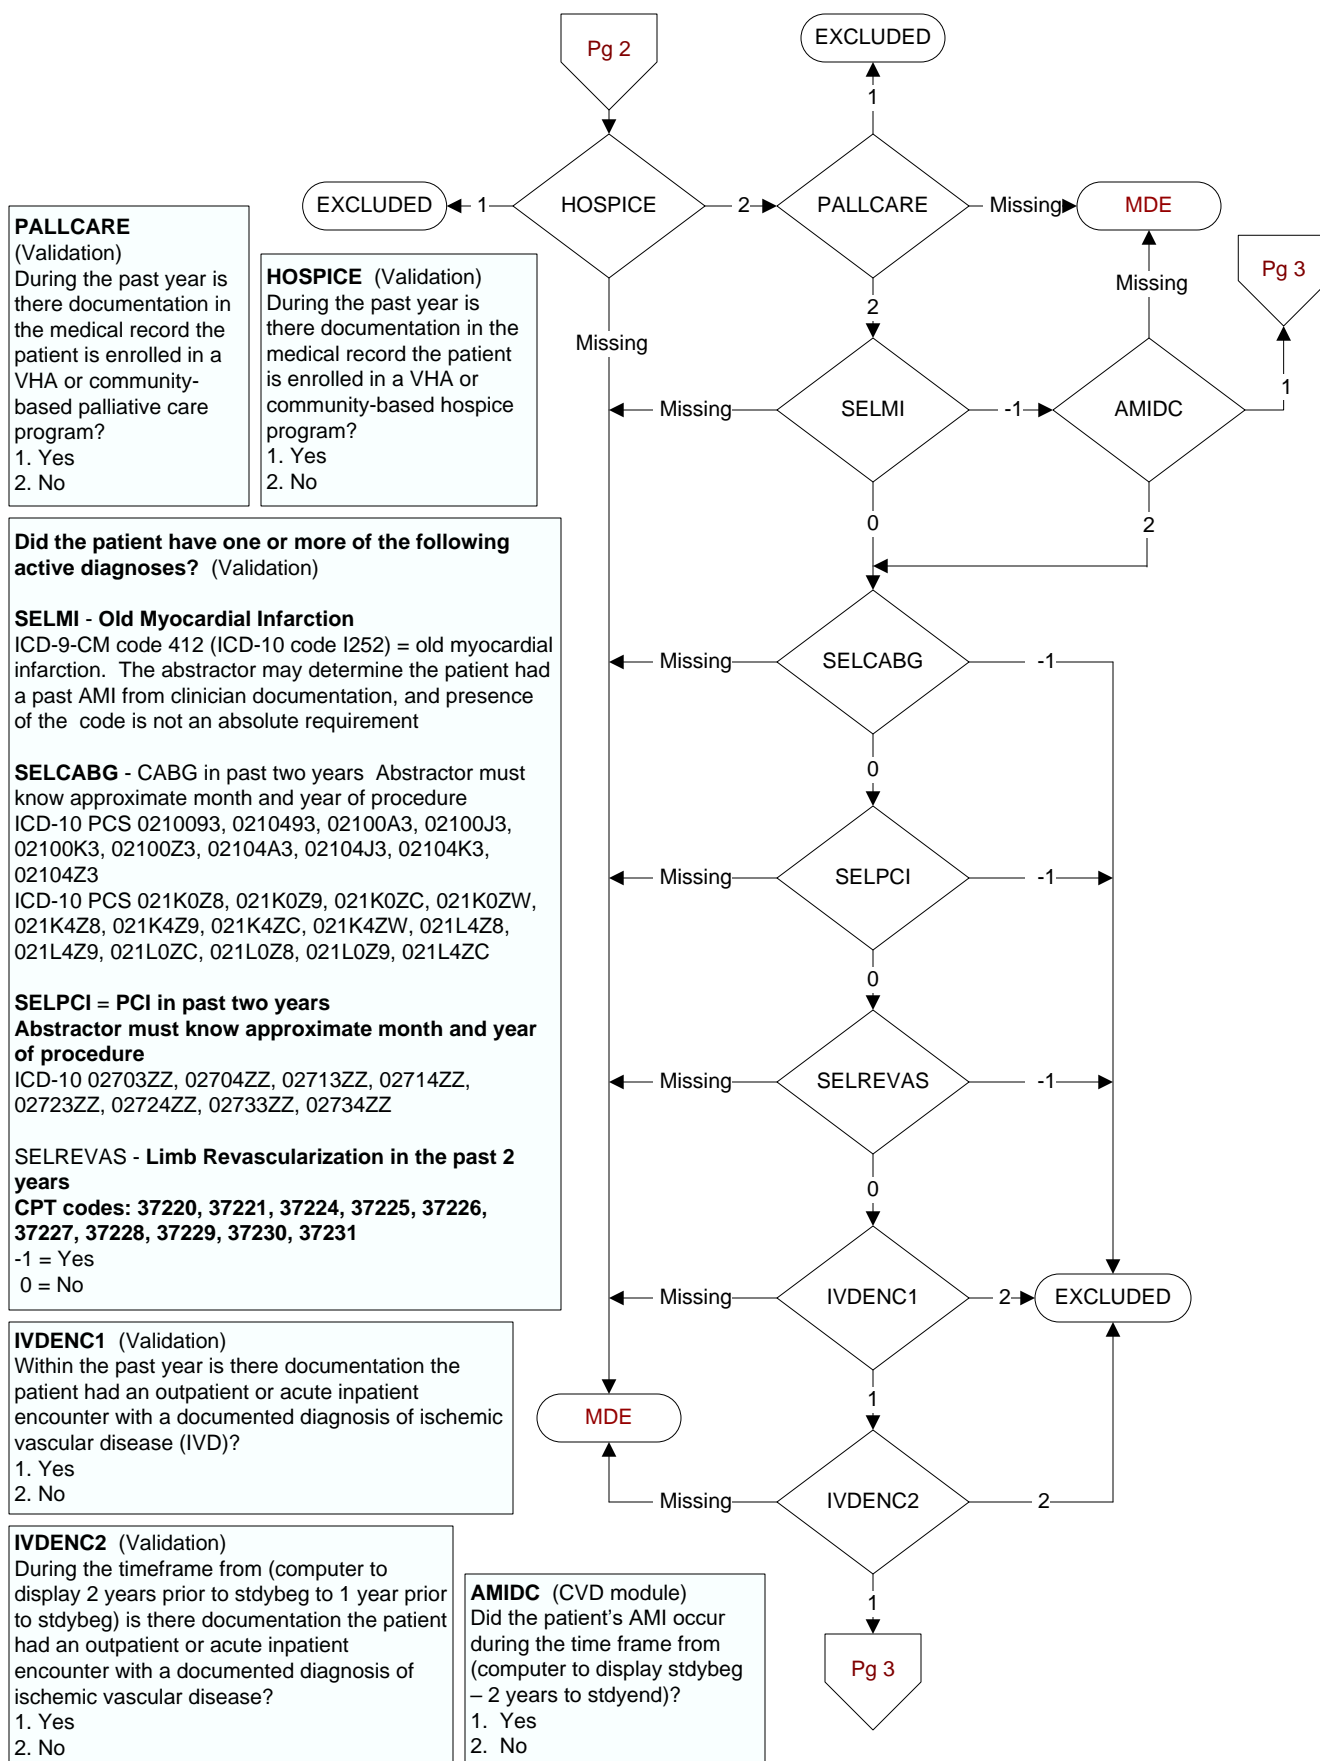 Pg 2
EXCLUDED
1
EXCLUDED
1
HOSPICE
2
PALLCARE
Missing
MDE
Pg 3
Missing
Missing
2
1
Missing
SELMI
-1
AMIDC
0
2
Missing
SELCABG
-1
0
Missing
SELPCI
-1
0
Missing
SELREVAS
-1
0
Missing
IVDENC1
2
EXCLUDED
1
MDE
Missing
IVDENC2
2
1
Pg 3
PALLCARE
(Validation)
During the past year is
there documentation in
the medical record the
patient is enrolled in a
VHA or community-
based palliative care
program?
1. Yes
2. No
HOSPICE (Validation)
During the past year is
there documentation in the
medical record the patient
is enrolled in a VHA or
community-based hospice
program?
1. Yes
2. No
Did the patient have one or more of the following
active diagnoses? (Validation)
SELMI - Old Myocardial Infarction
ICD-9-CM code 412 (ICD-10 code I252) = old myocardial
infarction. The abstractor may determine the patient had
a past AMI from clinician documentation, and presence
of the code is not an absolute requirement
SELCABG - CABG in past two years Abstractor must
know approximate month and year of procedure
ICD-10 PCS 0210093, 0210493, 02100A3, 02100J3,
02100K3, 02100Z3, 02104A3, 02104J3, 02104K3,
02104Z3
ICD-10 PCS 021K0Z8, 021K0Z9, 021K0ZC, 021K0ZW,
021K4Z8, 021K4Z9, 021K4ZC, 021K4ZW, 021L4Z8,
021L4Z9, 021L0ZC, 021L0Z8, 021L0Z9, 021L4ZC
SELPCI = PCI in past two years
Abstractor must know approximate month and year
of procedure
ICD-10 02703ZZ, 02704ZZ, 02713ZZ, 02714ZZ,
02723ZZ, 02724ZZ, 02733ZZ, 02734ZZ
SELREVAS - Limb Revascularization in the past 2
years
CPT codes: 37220, 37221, 37224, 37225, 37226,
37227, 37228, 37229, 37230, 37231
-1 = Yes
0 = No
IVDENC1 (Validation)
Within the past year is there documentation the
patient had an outpatient or acute inpatient
encounter with a documented diagnosis of ischemic
vascular disease (IVD)?
1. Yes
2. No
IVDENC2 (Validation)
During the timeframe from (computer to
display 2 years prior to stdybeg to 1 year prior
to stdybeg) is there documentation the patient
had an outpatient or acute inpatient
encounter with a documented diagnosis of
ischemic vascular disease?
1. Yes
2. No
AMIDC (CVD module)
Did the patient's AMI occur
during the time frame from
(computer to display stdybeg
– 2 years to stdyend)?
1. Yes
2. No